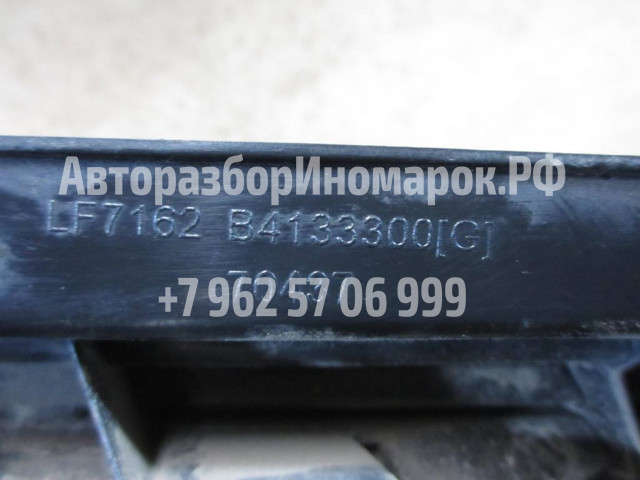 АвторазборИномарок.РФ
LF7162 B4133300[G]
+7 962 57 06 999